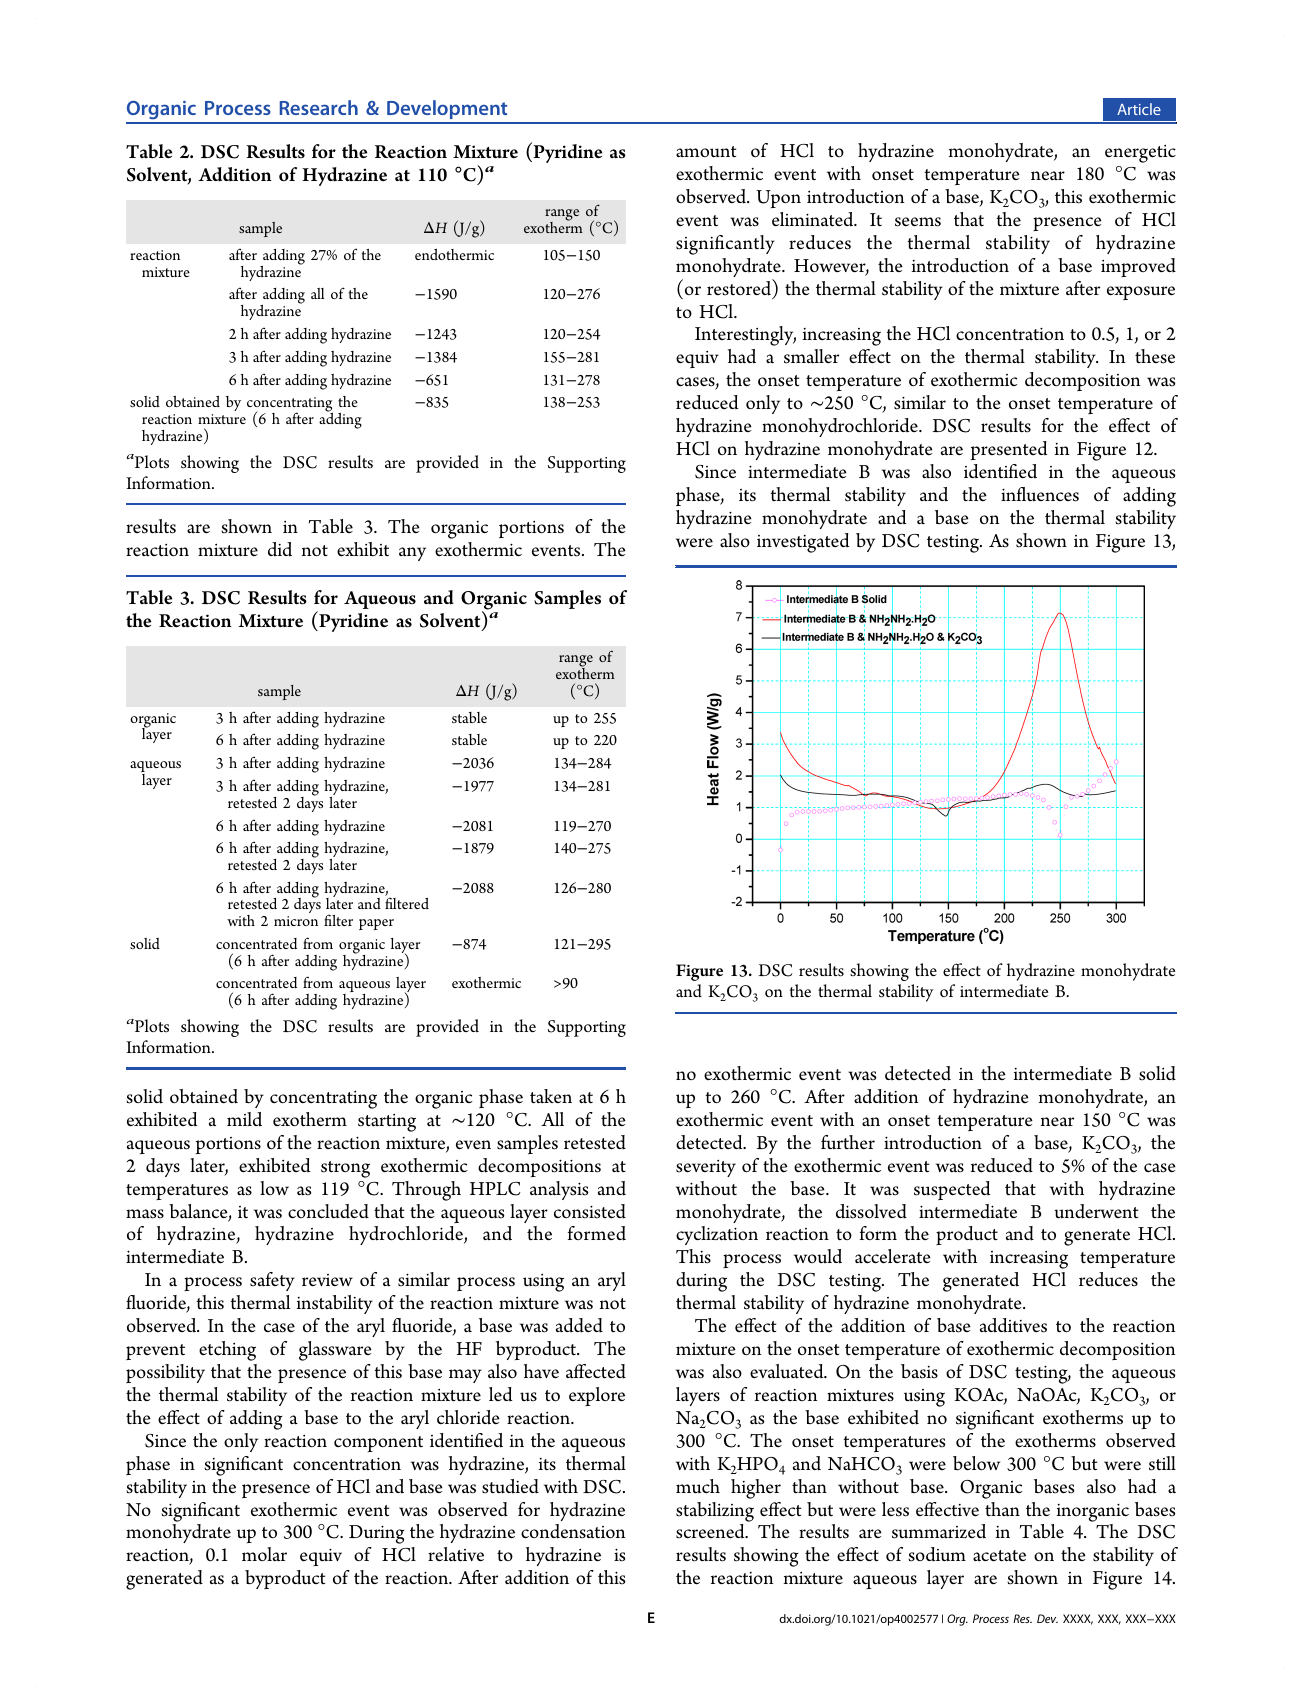 Organic Process Research & Development
Article
Table 2. DSC Results for the Reaction Mixture (Pyridine as
Solvent, Addition of Hydrazine at 110 °C)a
sample ΔH (J/g) range of
exotherm (°C)
reaction
mixture
after adding 27% of the
hydrazine
endothermic 105−150
after adding all of the
hydrazine
−1590 120−276
2 h after adding hydrazine −1243 120−254
3 h after adding hydrazine −1384 155−281
6 h after adding hydrazine −651 131−278
solid obtained by concentrating the
reaction mixture (6 h after adding
hydrazine)
−835 138−253
aPlots showing the DSC results are provided in the Supporting
Information.
results are shown in Table 3. The organic portions of the
reaction mixture did not exhibit any exothermic events. The
Table 3. DSC Results for Aqueous and Organic Samples of
the Reaction Mixture (Pyridine as Solvent)a
sample ΔH (J/g) range of
exotherm
(°C)
organic
layer
3 h after adding hydrazine stable up to 255
6 h after adding hydrazine stable up to 220
aqueous
layer
3 h after adding hydrazine −2036 134−284
3 h after adding hydrazine,
retested 2 days later
−1977 134−281
6 h after adding hydrazine −2081 119−270
6 h after adding hydrazine,
retested 2 days later
−1879 140−275
6 h after adding hydrazine,
retested 2 days later and filtered
with 2 micron filter paper
−2088 126−280
solid
concentrated from organic layer
(6 h after adding hydrazine)
−874 121−295
concentrated from aqueous layer
(6 h after adding hydrazine)
exothermic >90
aPlots showing the DSC results are provided in the Supporting
Information.
solid obtained by concentrating the organic phase taken at 6 h
exhibited a mild exotherm starting at ~120 °C. All of the
aqueous portions of the reaction mixture, even samples retested
2 days later, exhibited strong exothermic decompositions at
temperatures as low as 119 °C. Through HPLC analysis and
mass balance, it was concluded that the aqueous layer consisted
of hydrazine, hydrazine hydrochloride, and the formed
intermediate B.
In a process safety review of a similar process using an aryl
fluoride, this thermal instability of the reaction mixture was not
observed. In the case of the aryl fluoride, a base was added to
prevent etching of glassware by the HF byproduct. The
possibility that the presence of this base may also have affected
the thermal stability of the reaction mixture led us to explore
the effect of adding a base to the aryl chloride reaction.
Since the only reaction component identified in the aqueous
phase in significant concentration was hydrazine, its thermal
stability in the presence of HCl and base was studied with DSC.
No significant exothermic event was observed for hydrazine
monohydrate up to 300 °C. During the hydrazine condensation
reaction, 0.1 molar equiv of HCl relative to hydrazine is
generated as a byproduct of the reaction. After addition of this
amount of HCl to hydrazine monohydrate, an energetic
exothermic event with onset temperature near 180 °C was
observed. Upon introduction of a base, K2CO3, this exothermic
event was eliminated. It seems that the presence of HCl
significantly reduces the thermal stability of hydrazine
monohydrate. However, the introduction of a base improved
(or restored) the thermal stability of the mixture after exposure
to HCl.
Interestingly, increasing the HCl concentration to 0.5, 1, or 2
equiv had a smaller effect on the thermal stability. In these
cases, the onset temperature of exothermic decomposition was
reduced only to ~250 °C, similar to the onset temperature of
hydrazine monohydrochloride. DSC results for the effect of
HCl on hydrazine monohydrate are presented in Figure 12.
Since intermediate B was also identified in the aqueous
phase, its thermal stability and the influences of adding
hydrazine monohydrate and a base on the thermal stability
were also investigated by DSC testing. As shown in Figure 13,
Intermediate B Solid
Intermediate B & NH2NH2.H2O
Intermediate B & NH2NH2.H2O & K2CO3
8
7
6
5
4
3
2
1
0
-1
-2
Heat Flow (W/g)
0 50 100 150 200 250 300
Temperature (°C)
Figure 13. DSC results showing the effect of hydrazine monohydrate
and K2CO3 on the thermal stability of intermediate B.
no exothermic event was detected in the intermediate B solid
up to 260 °C. After addition of hydrazine monohydrate, an
exothermic event with an onset temperature near 150 °C was
detected. By the further introduction of a base, K2CO3, the
severity of the exothermic event was reduced to 5% of the case
without the base. It was suspected that with hydrazine
monohydrate, the dissolved intermediate B underwent the
cyclization reaction to form the product and to generate HCl.
This process would accelerate with increasing temperature
during the DSC testing. The generated HCl reduces the
thermal stability of hydrazine monohydrate.
The effect of the addition of base additives to the reaction
mixture on the onset temperature of exothermic decomposition
was also evaluated. On the basis of DSC testing, the aqueous
layers of reaction mixtures using KOAc, NaOAc, K2CO3, or
Na2CO3 as the base exhibited no significant exotherms up to
300 °C. The onset temperatures of the exotherms observed
with K2HPO4 and NaHCO3 were below 300 °C but were still
much higher than without base. Organic bases also had a
stabilizing effect but were less effective than the inorganic bases
screened. The results are summarized in Table 4. The DSC
results showing the effect of sodium acetate on the stability of
the reaction mixture aqueous layer are shown in Figure 14.
E
dx.doi.org/10.1021/op4002577 | Org. Process Res. Dev. XXXX, XXX, XXX−XXX